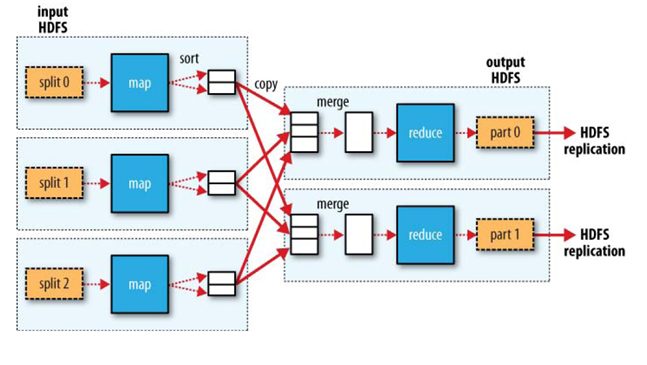 input
HDFS
sort
split 0
map
copy
split 1
map
split 2
map
output
HDFS
merge
reduce
part 0
HDFS
replication
merge
reduce
part 1
HDFS
replication